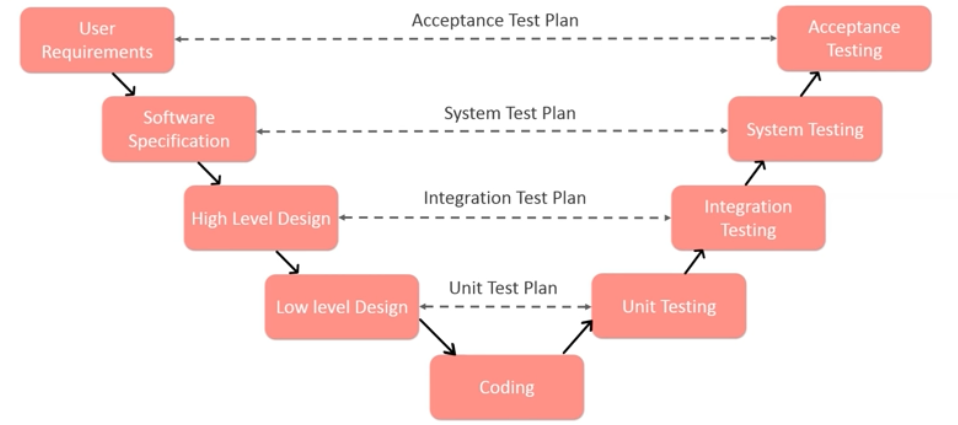 User
Requirements
Acceptance Test Plan
Acceptance
Testing
Software
Specification
System Test Plan
System Testing
High Level Design
Integration Test Plan
Integration
Testing
Low level Design
Unit Test Plan
Unit Testing
Coding